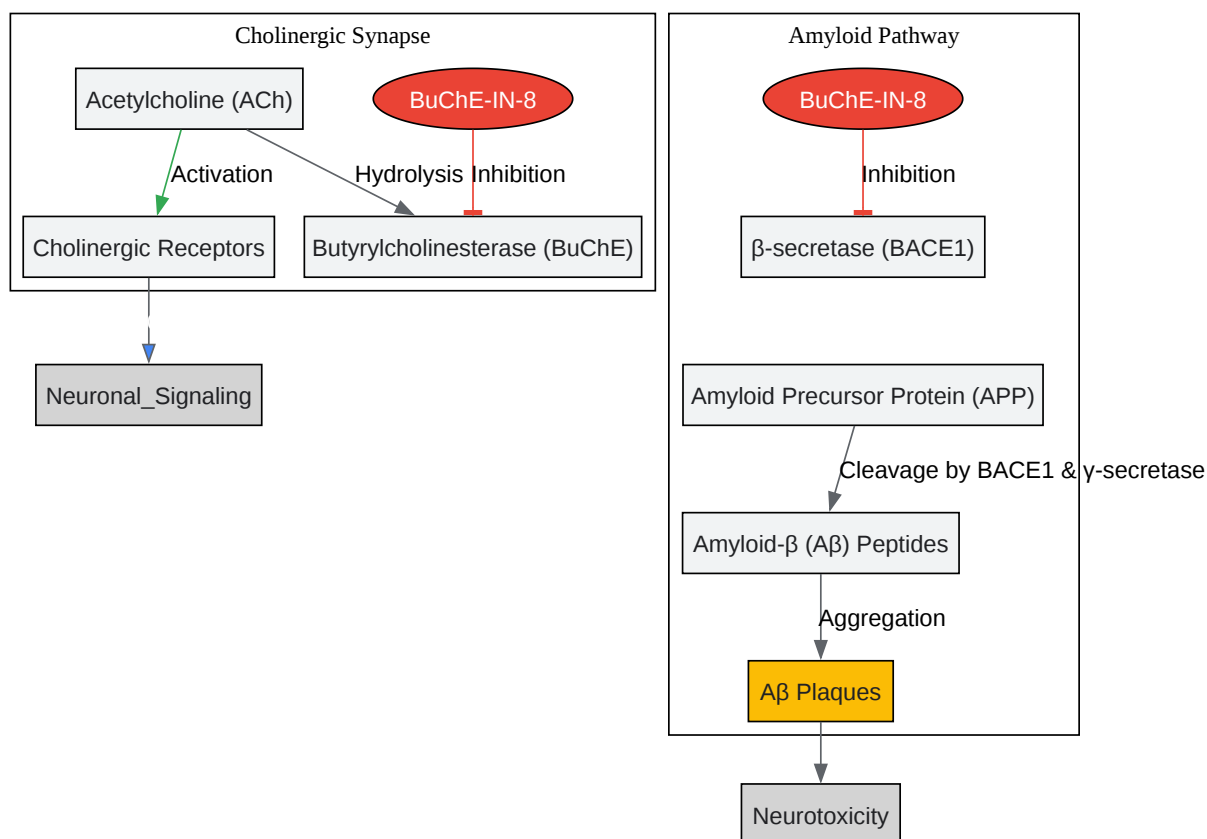 Cholinergic Synapse
Acetylcholine (ACh)
BuChE-IN-8
Activation
Hydrolysis
Inhibition
Cholinergic Receptors
Butyrylcholinesterase (BuChE)
Neuronal_Signaling
Amyloid Pathway
BuChE-IN-8
Inhibition
β-secretase (BACE1)
Amyloid Precursor Protein (APP)
Cleavage by BACE1 & γ-secretase
Amyloid-β (Aβ) Peptides
Aggregation
Aβ Plaques
Neurotoxicity